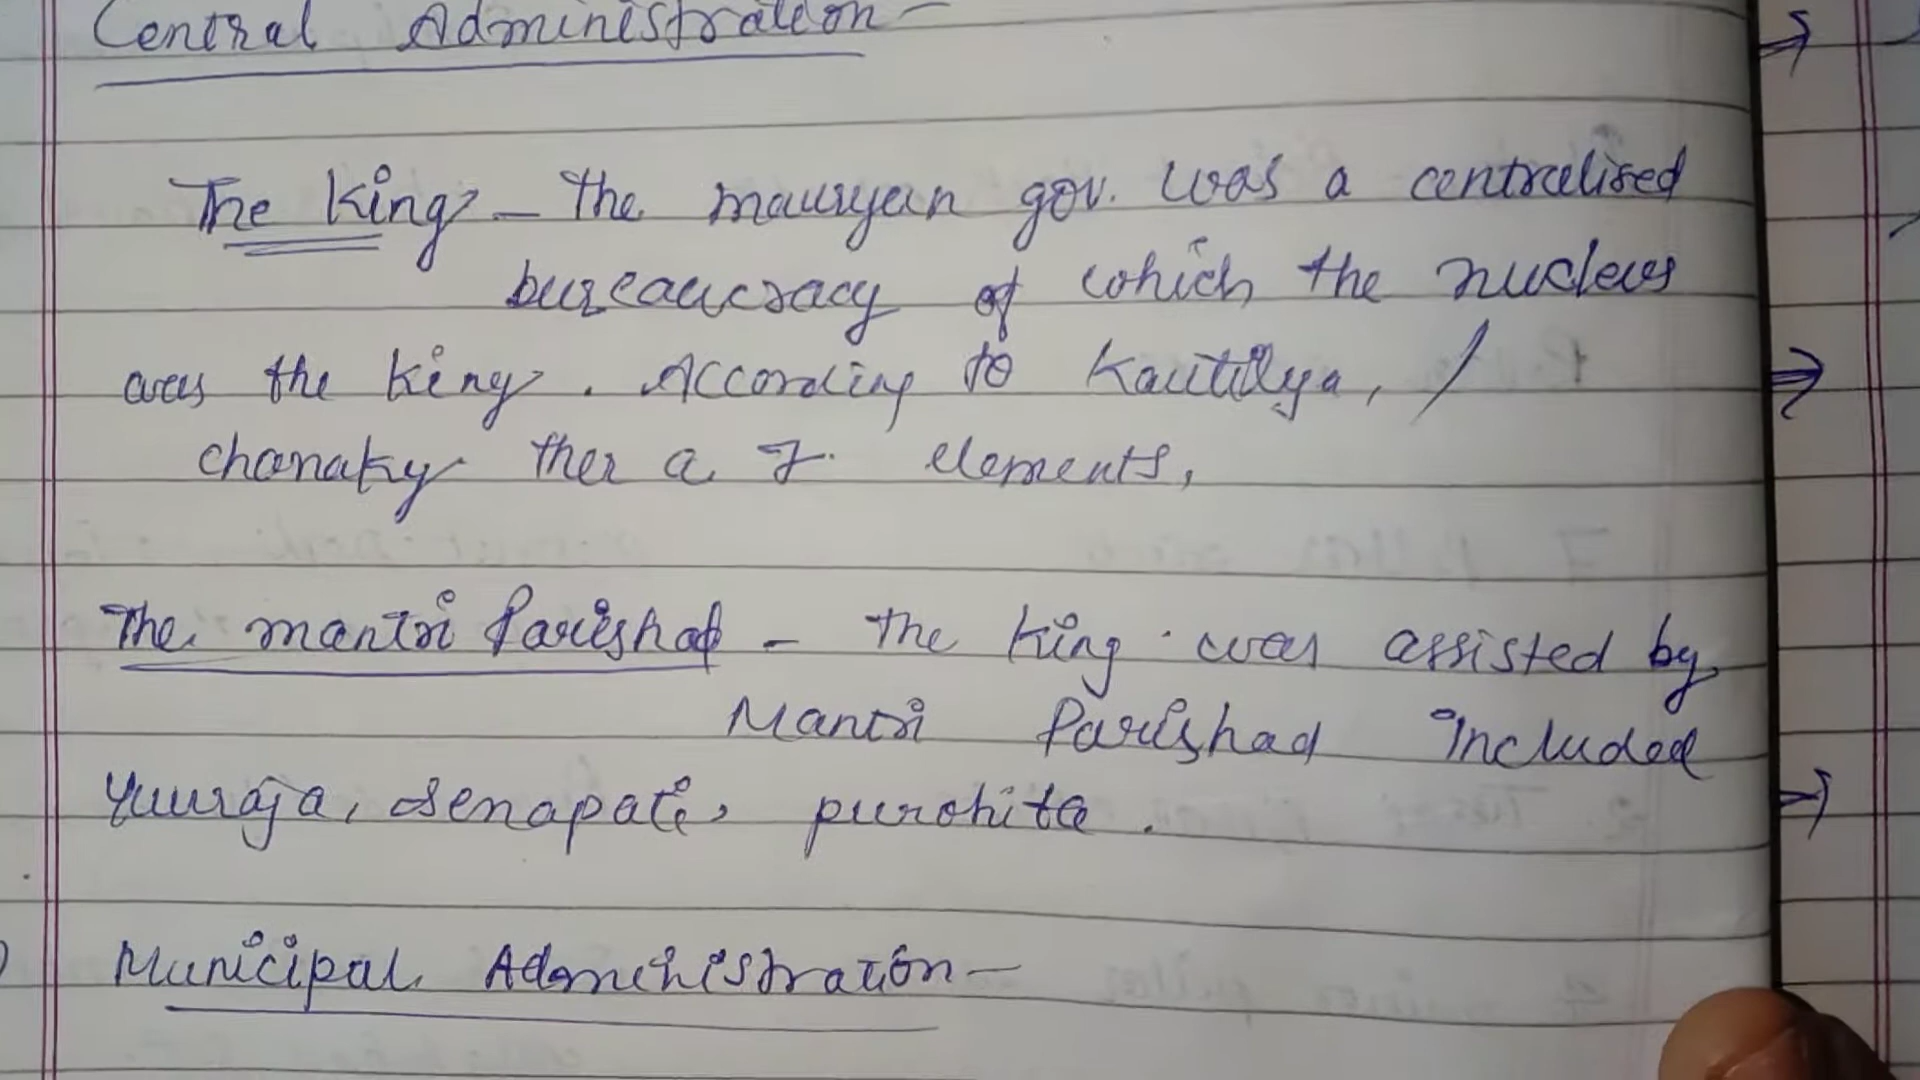 Central Administration -
The King - The mauryan gov. was a centralised
bureaucracy of which the nucleus
was the king. According to Kautilya, /
chanaky ther a 7 elements,
The mantri Parishad - The King was assisted by
Mantri Parishad included
Yuvraja, senapati, purohita.
Municipal Administration -